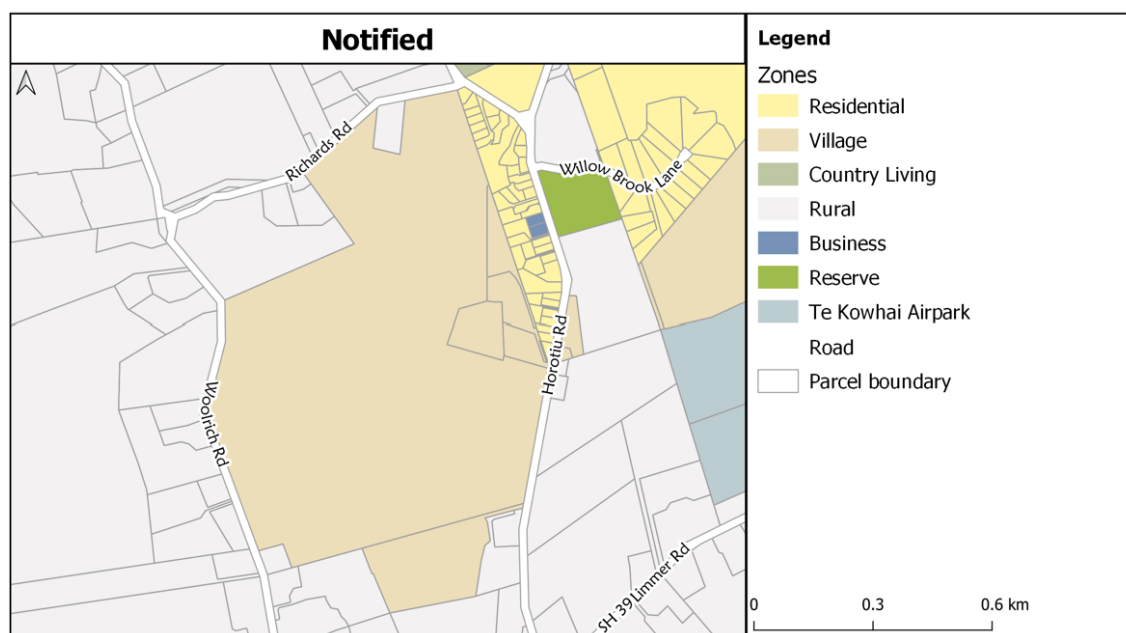 Notified
Richards Rd
Willow Brook Lane
Horotiu Rd
Woolrich Rd
SH 39 Limmer Rd
Legend
Zones
Residential
Village
Country Living
Rural
Business
Reserve
Te Kowhai Airpark
Road
Parcel boundary
0 0.3 0.6 km